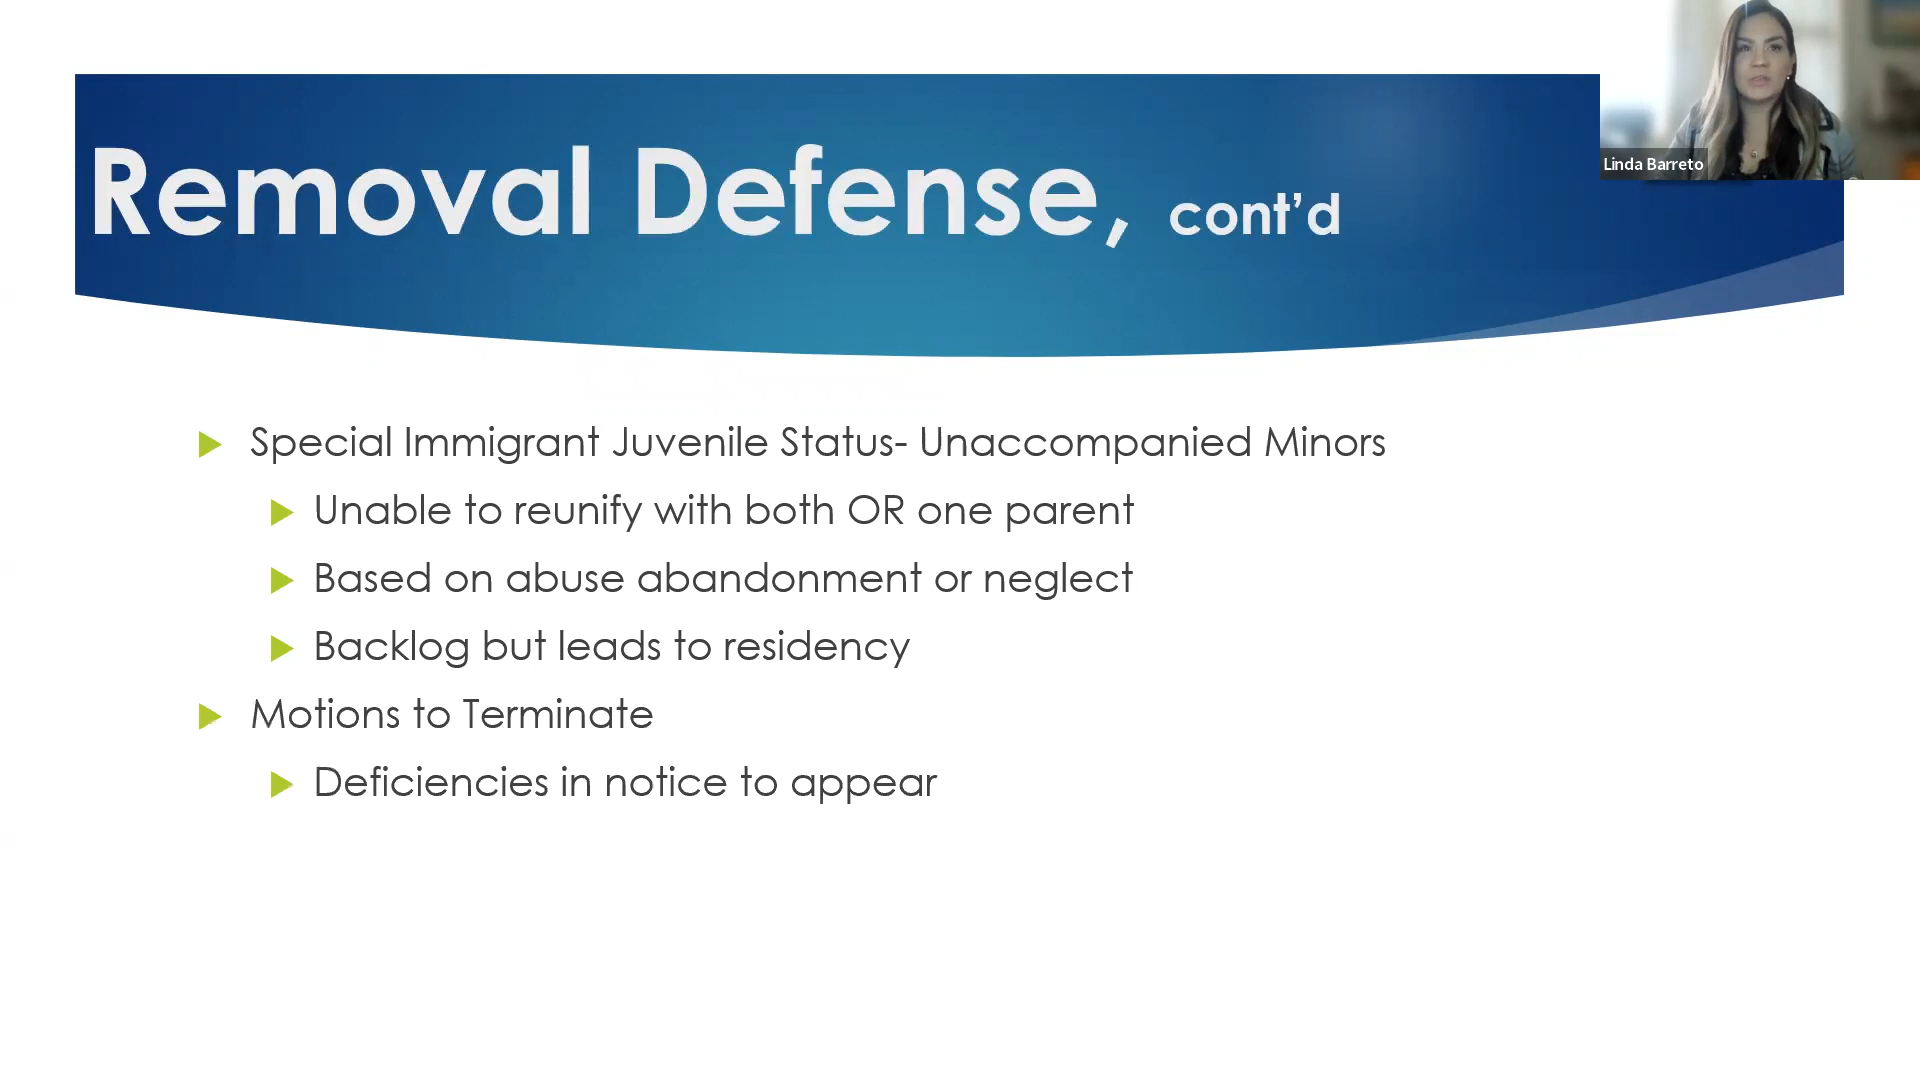 Removal Defense, cont’d
Linda Barreto
Special Immigrant Juvenile Status- Unaccompanied Minors
Unable to reunify with both OR one parent
Based on abuse abandonment or neglect
Backlog but leads to residency
Motions to Terminate
Deficiencies in notice to appear